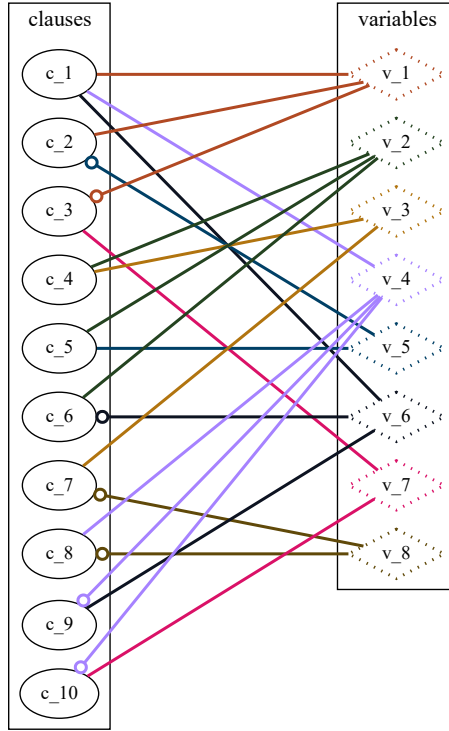 clauses
variables
c_1
c_2
c_3
c_4
c_5
c_6
c_7
c_8
c_9
c_10
v_1
v_2
v_3
v_4
v_5
v_6
v_7
v_8